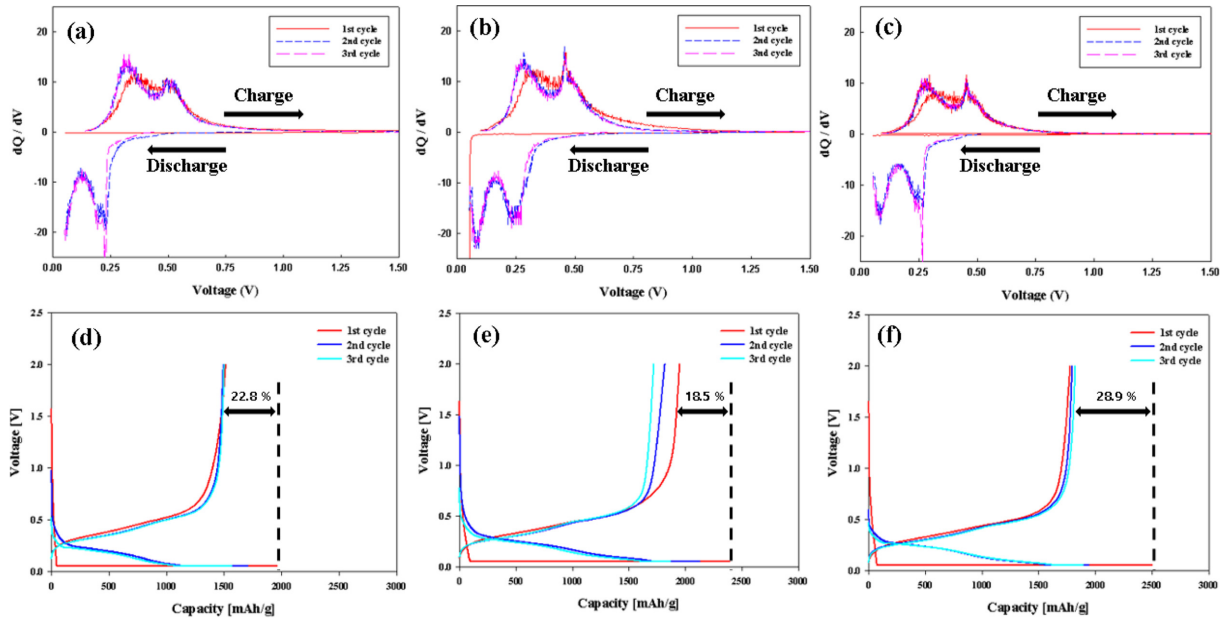 (a)
1st cycle
2nd cycle
3rd cycle
Charge
Discharge
dQ / dV
20
10
0
-10
-20
0.00 0.25 0.50 0.75 1.00 1.25 1.50
Voltage (V)
(b)
1st cycle
2nd cycle
3nd cycle
Charge
Discharge
dQ / dV
20
10
0
-10
-20
0.00 0.25 0.50 0.75 1.00 1.25 1.50
Voltage (V)
(c)
1st cycle
2nd cycle
3rd cycle
Charge
Discharge
dQ / dV
20
10
0
-10
-20
0.00 0.25 0.50 0.75 1.00 1.25 1.50
Voltage (V)
(d)
1st cycle
2nd cycle
3rd cycle
22.8 %
Voltage [V]
2.5
2.0
1.5
1.0
0.5
0.0
0 500 1000 1500 2000 2500 3000
Capacity [mAh/g]
(e)
1st cycle
2nd cycle
3rd cycle
18.5 %
Voltage [V]
2.5
2.0
1.5
1.0
0.5
0.0
0 500 1000 1500 2000 2500 3000
Capacity [mAh/g]
(f)
1st cycle
2nd cycle
3rd cycle
28.9 %
Voltage [V]
2.5
2.0
1.5
1.0
0.5
0.0
0 500 1000 1500 2000 2500 3000
Capacity [mAh/g]